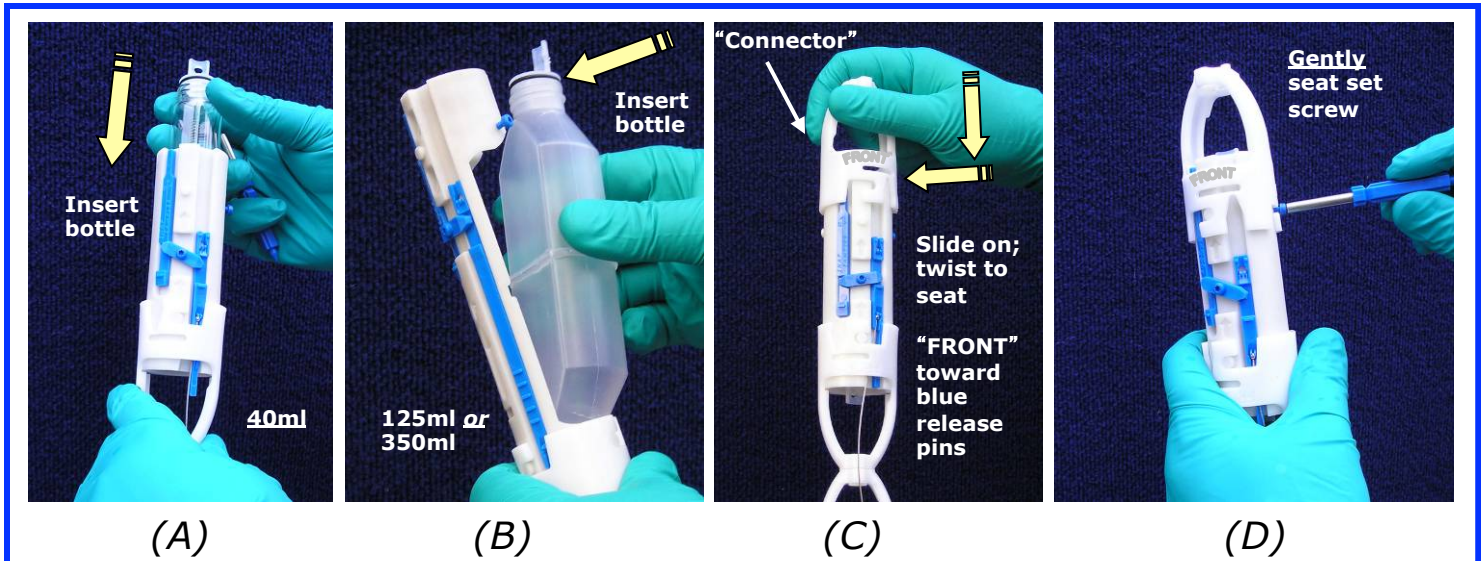 Insert
bottle
40ml
(A)
Insert
bottle
125ml or
350ml
(B)
“Connector”
FRONT
Slide on;
twist to
seat
“FRONT”
toward
blue
release
pins
(C)
Gently
seat set
screw
FRONT
(D)